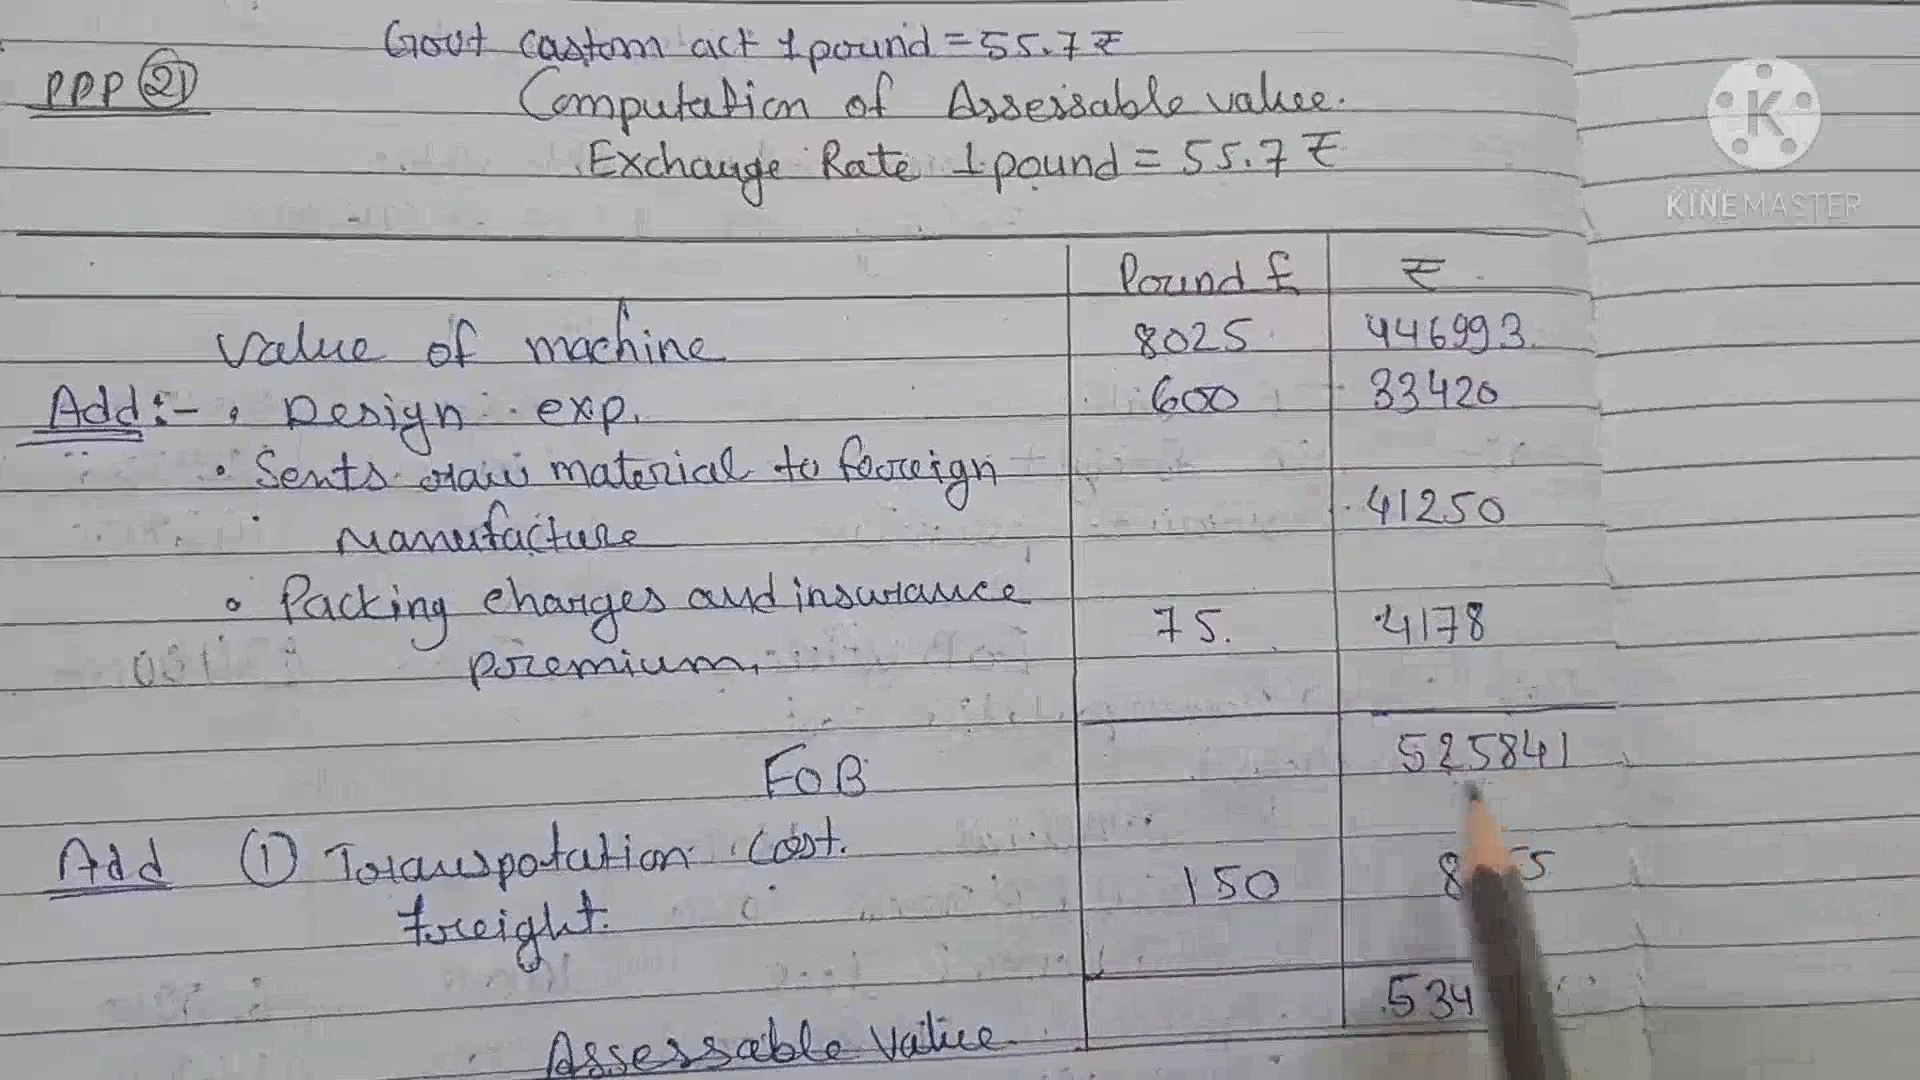 Govt custom act 1 pound = 55.7 ₹
PPP 21
Computation of Assessable value.
Exchange Rate 1 pound = 55.7 ₹
KINEMASTER
Pound £ ₹
Value of machine 8025 446993
Add:- • Design exp. 600 33420
• Sents raw material to foreign
Manufacture 41250
• Packing charges and insurance
premium. 75. 4178
FOB 525841
Add (1) Transpotation Cost. 150
freight.
Assessable value 534